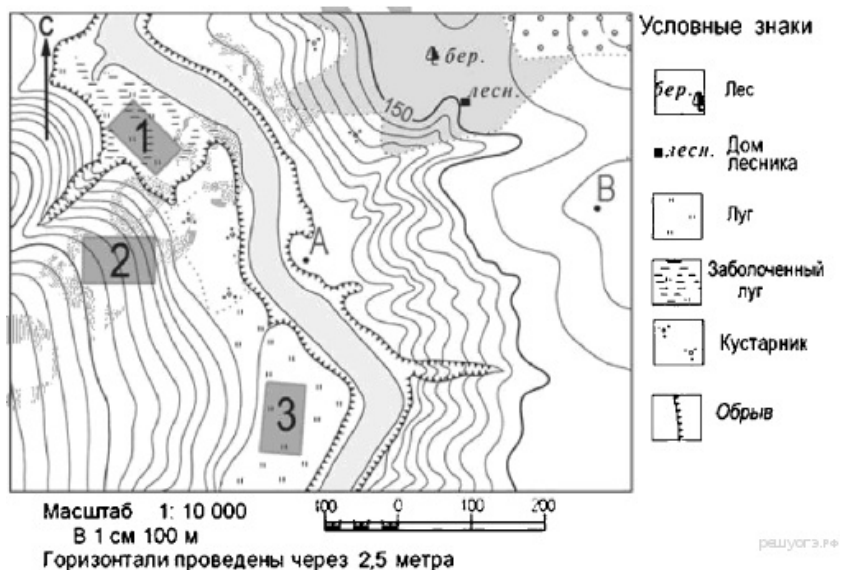 С
бер.
лесн.
150
1
В
А
2
3
Условные знаки
бер.
Лес
лесн.
Дом
лесника
Луг
Заболоченный
луг
Кустарник
Обрыв
Масштаб 1: 10 000
В 1 см 100 м
Горизонтали проведены через 2,5 метра
100 0 100 200
решуогэ.рф